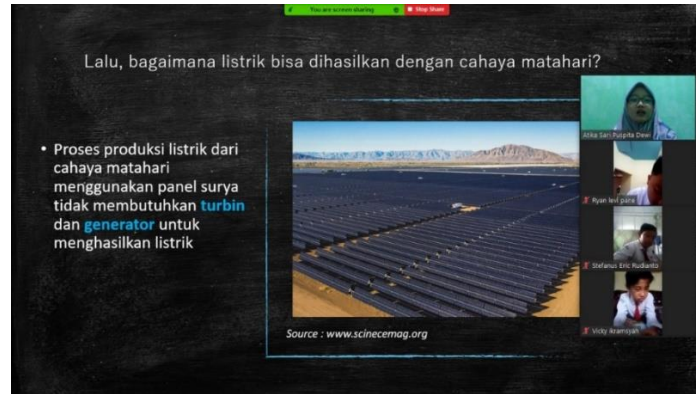 You are screen sharing
Stop Share
Lalu, bagaimana listrik bisa dihasilkan dengan cahaya matahari?
• Proses produksi listrik dari
cahaya matahari
menggunakan panel surya
tidak membutuhkan turbin
dan generator untuk
menghasilkan listrik
Source : www.scinecemag.org
Atika Sari Puspita Dewi
Ryan levi pans
Stefanus Eric Rudianto
Vicky ikramsyah